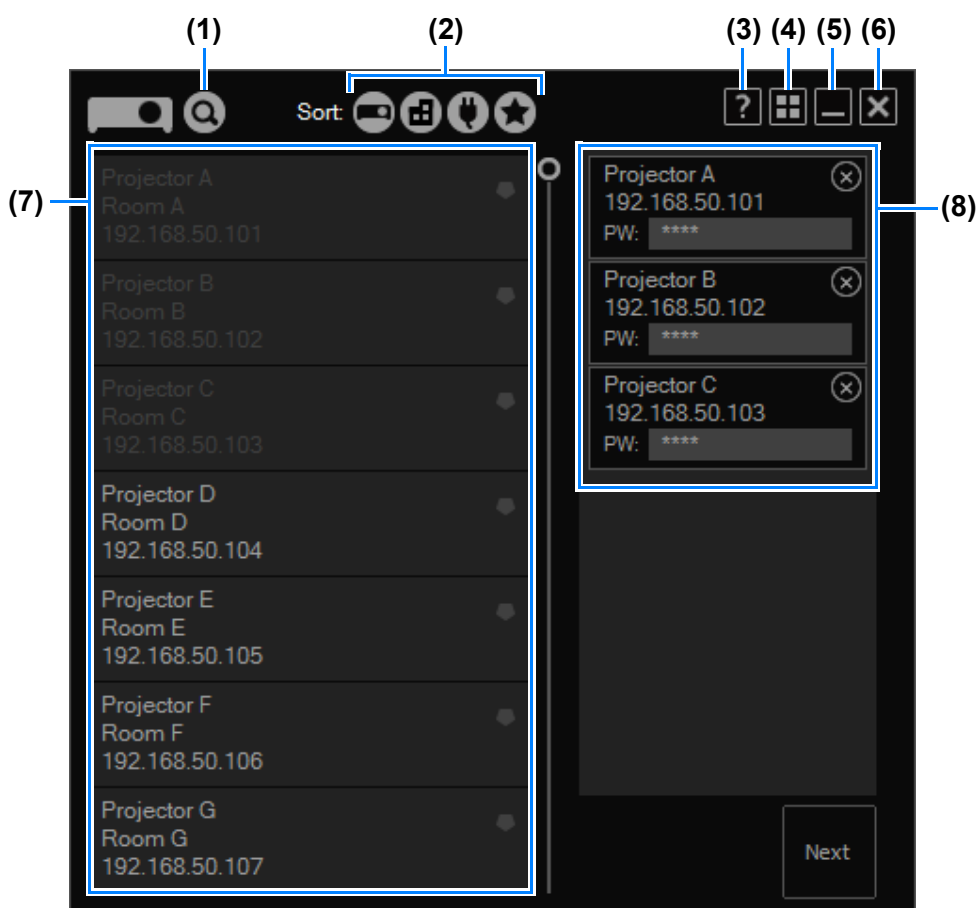 (1) (2) (3) (4) (5) (6)
Sort:
?
(7)
Projector A
Room A
192.168.50.101
Projector B
Room B
192.168.50.102
Projector C
Room C
192.168.50.103
Projector D
Room D
192.168.50.104
Projector E
Room E
192.168.50.105
Projector F
Room F
192.168.50.106
Projector G
Room G
192.168.50.107
(8)
Projector A
192.168.50.101
PW: ****
Projector B
192.168.50.102
PW: ****
Projector C
192.168.50.103
PW: ****
Next